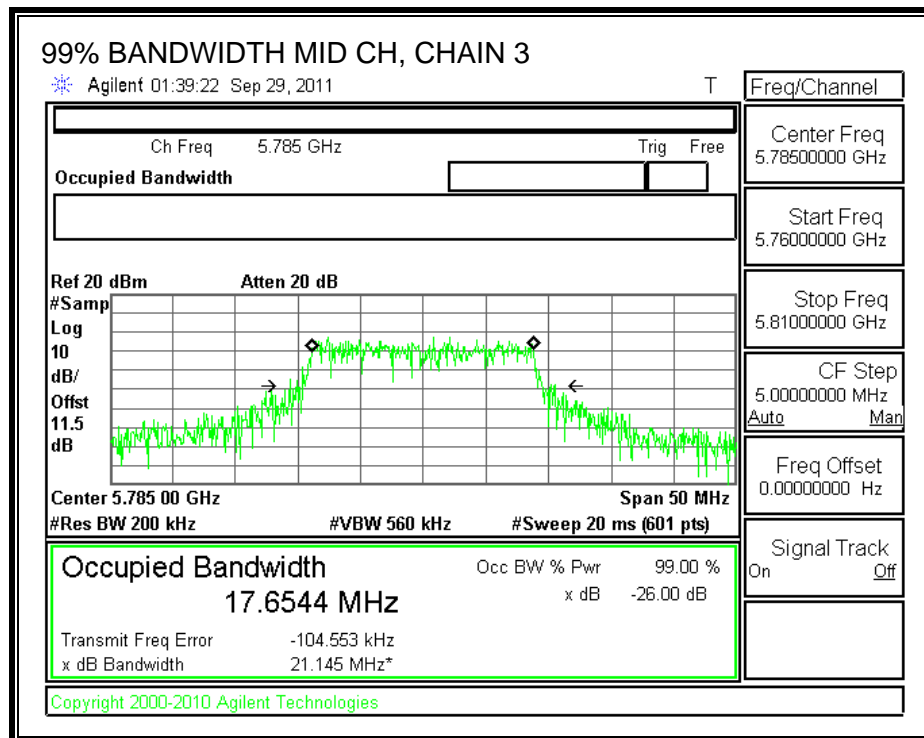 99% BANDWIDTH MID CH, CHAIN 3
Agilent 01:39:22 Sep 29, 2011 T
Freq/Channel
Ch Freq 5.785 GHz Trig Free
Occupied Bandwidth
Center Freq
5.78500000 GHz
Start Freq
5.76000000 GHz
Stop Freq
5.81000000 GHz
CF Step
5.00000000 MHz
Auto Man
Freq Offset
0.00000000 Hz
Signal Track
On Off
Ref 20 dBm Atten 20 dB
#Samp
Log
10
dB/
Offst
11.5
dB
Center 5.785 00 GHz Span 50 MHz
#Res BW 200 kHz #VBW 560 kHz #Sweep 20 ms (601 pts)
Occupied Bandwidth
17.6544 MHz
Occ BW % Pwr 99.00 %
x dB -26.00 dB
Transmit Freq Error -104.553 kHz
x dB Bandwidth 21.145 MHz*
Copyright 2000-2010 Agilent Technologies